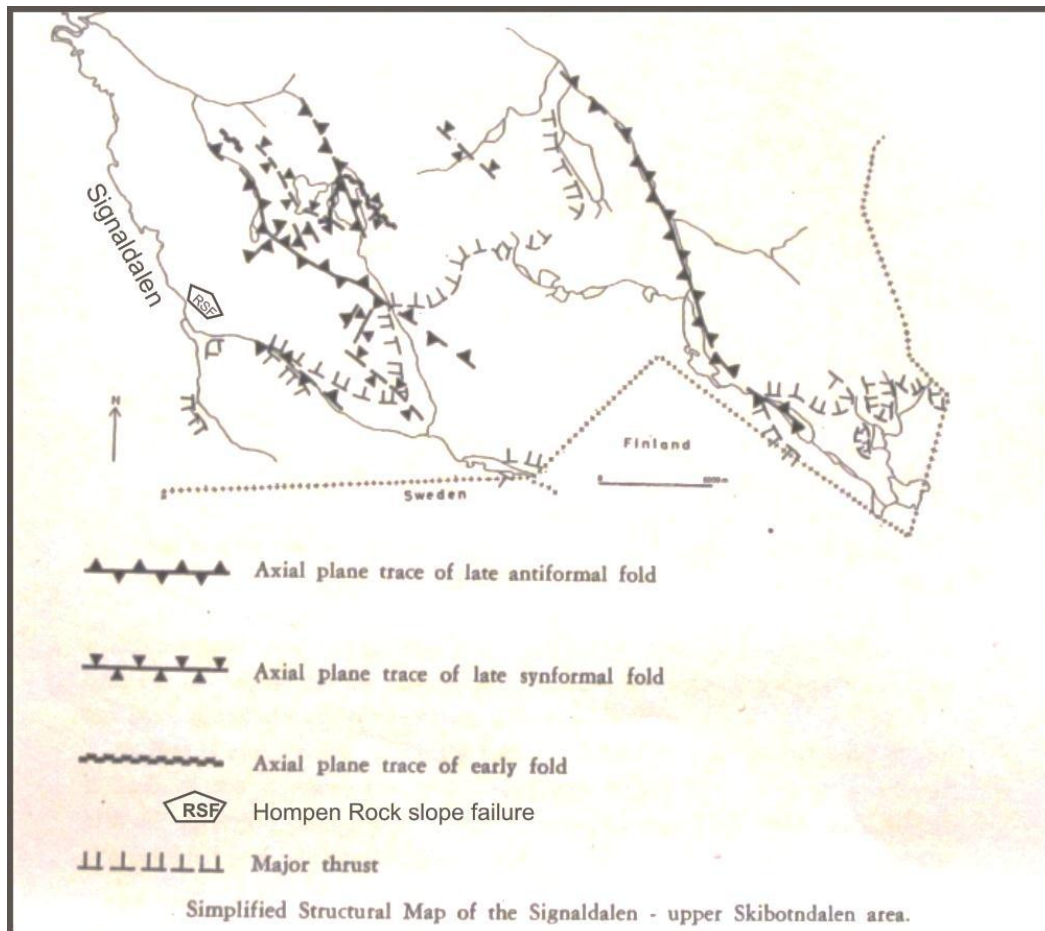 Signaldalen
RSF
N
Finland
Sweden
Axial plane trace of late antiformal fold
Axial plane trace of late synformal fold
Axial plane trace of early fold
RSF Hompen Rock slope failure
Major thrust
Simplified Structural Map of the Signaldalen - upper Skibotndalen area.